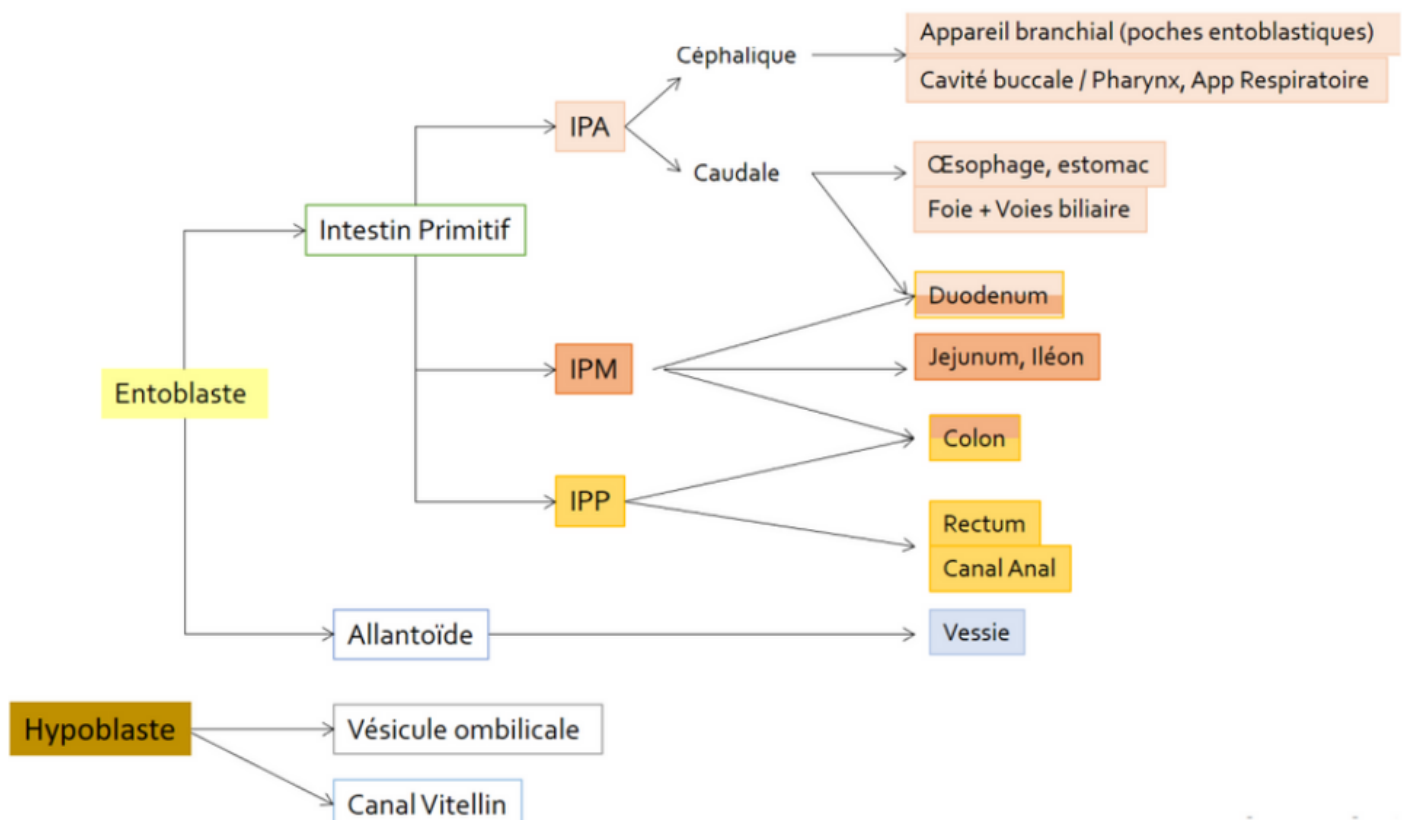 Céphalique
Appareil branchial (poches entoblastiques)
Cavité buccale / Pharynx, App Respiratoire
IPA
Caudale
Œsophage, estomac
Foie + Voies biliaire
Intestin Primitif
Duodenum
IPM
Jejunum, Iléon
Entoblaste
Colon
IPP
Rectum
Canal Anal
Allantoïde
Vessie
Hypoblaste
Vésicule ombilicale
Canal Vitellin